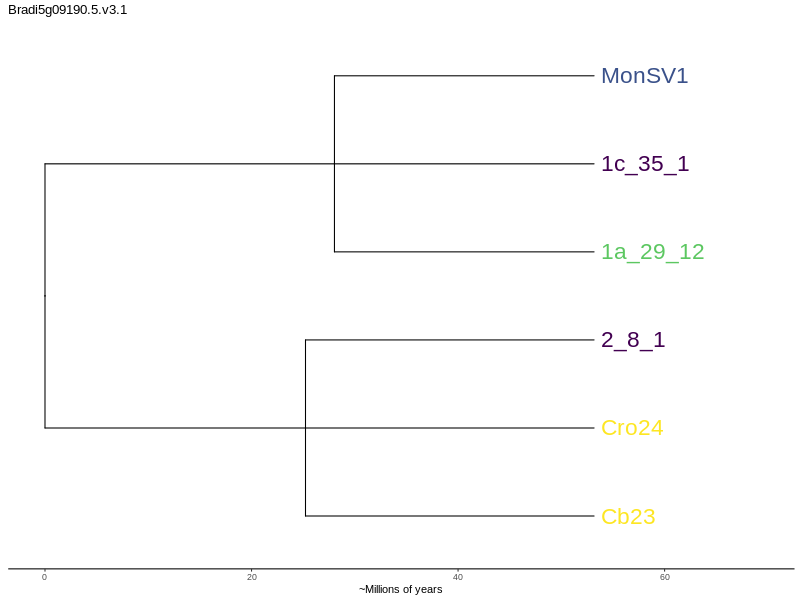 Bradi5g09190.5.v3.1
MonSV1
1c_35_1
1a_29_12
2_8_1
Cro24
Cb23
0 20 40 60
~Millions of years